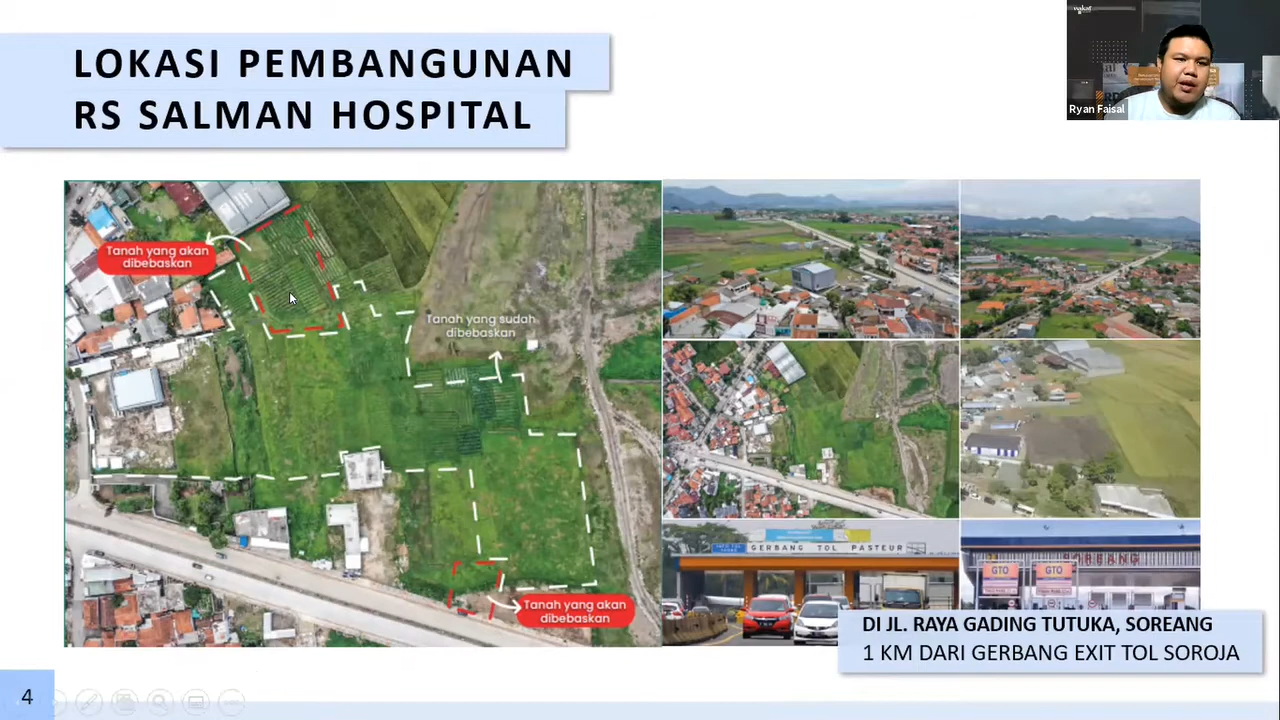 LOKASI PEMBANGUNAN
RS SALMAN HOSPITAL
wakaf
Ryan Faisal
Tanah yang akan
dibebaskan
Tanah yang sudah
dibebaskan
Tanah yang akan
dibebaskan
GERBANG TOL PASTEUR
SOREANG
GTO
GTO
DI JL. RAYA GADING TUTUKA, SOREANG
1 KM DARI GERBANG EXIT TOL SOROJA
4